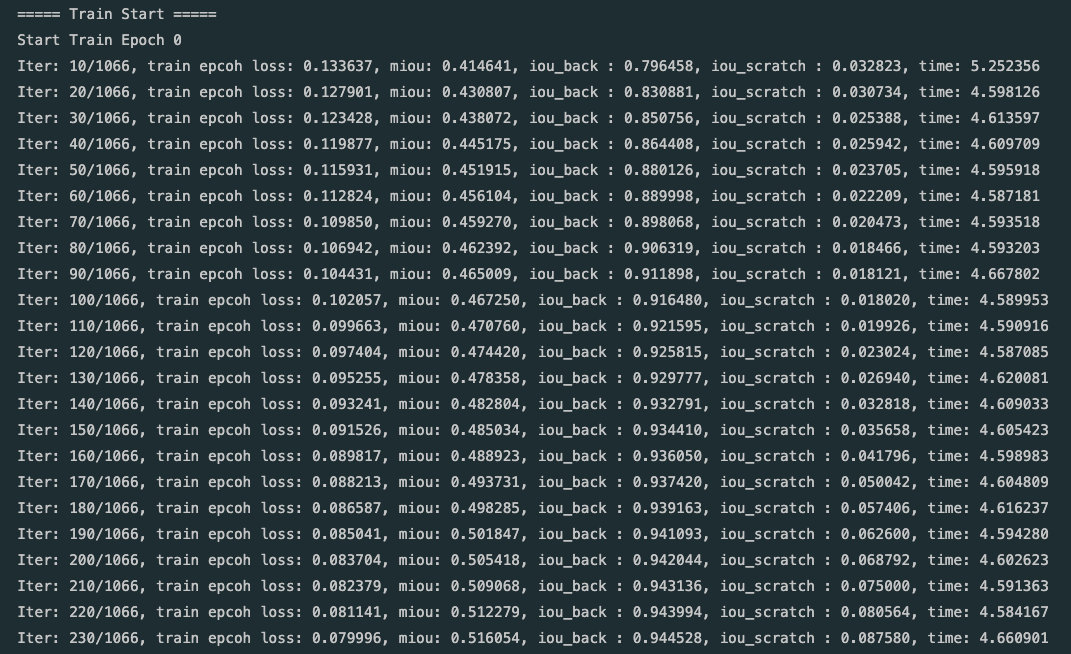 ===== Train Start =====
Start Train Epoch 0
Iter: 10/1066, train epcoh loss: 0.133637, miou: 0.414641, iou_back : 0.796458, iou_scratch : 0.032823, time: 5.252356
Iter: 20/1066, train epcoh loss: 0.127901, miou: 0.430807, iou_back : 0.830881, iou_scratch : 0.030734, time: 4.598126
Iter: 30/1066, train epcoh loss: 0.123428, miou: 0.438072, iou_back : 0.850756, iou_scratch : 0.025388, time: 4.613597
Iter: 40/1066, train epcoh loss: 0.119877, miou: 0.445175, iou_back : 0.864408, iou_scratch : 0.025942, time: 4.609709
Iter: 50/1066, train epcoh loss: 0.115931, miou: 0.451915, iou_back : 0.880126, iou_scratch : 0.023705, time: 4.595918
Iter: 60/1066, train epcoh loss: 0.112824, miou: 0.456104, iou_back : 0.889998, iou_scratch : 0.022209, time: 4.587181
Iter: 70/1066, train epcoh loss: 0.109850, miou: 0.459270, iou_back : 0.898068, iou_scratch : 0.020473, time: 4.593518
Iter: 80/1066, train epcoh loss: 0.106942, miou: 0.462392, iou_back : 0.906319, iou_scratch : 0.018466, time: 4.593203
Iter: 90/1066, train epcoh loss: 0.104431, miou: 0.465009, iou_back : 0.911898, iou_scratch : 0.018121, time: 4.667802
Iter: 100/1066, train epcoh loss: 0.102057, miou: 0.467250, iou_back : 0.916480, iou_scratch : 0.018020, time: 4.589953
Iter: 110/1066, train epcoh loss: 0.099663, miou: 0.470760, iou_back : 0.921595, iou_scratch : 0.019926, time: 4.590916
Iter: 120/1066, train epcoh loss: 0.097404, miou: 0.474420, iou_back : 0.925815, iou_scratch : 0.023024, time: 4.587085
Iter: 130/1066, train epcoh loss: 0.095255, miou: 0.478358, iou_back : 0.929777, iou_scratch : 0.026940, time: 4.620081
Iter: 140/1066, train epcoh loss: 0.093241, miou: 0.482804, iou_back : 0.932791, iou_scratch : 0.032818, time: 4.609033
Iter: 150/1066, train epcoh loss: 0.091526, miou: 0.485034, iou_back : 0.934410, iou_scratch : 0.035658, time: 4.605423
Iter: 160/1066, train epcoh loss: 0.089817, miou: 0.488923, iou_back : 0.936050, iou_scratch : 0.041796, time: 4.598983
Iter: 170/1066, train epcoh loss: 0.088213, miou: 0.493731, iou_back : 0.937420, iou_scratch : 0.050042, time: 4.604809
Iter: 180/1066, train epcoh loss: 0.086587, miou: 0.498285, iou_back : 0.939163, iou_scratch : 0.057406, time: 4.616237
Iter: 190/1066, train epcoh loss: 0.085041, miou: 0.501847, iou_back : 0.941093, iou_scratch : 0.062600, time: 4.594280
Iter: 200/1066, train epcoh loss: 0.083704, miou: 0.505418, iou_back : 0.942044, iou_scratch : 0.068792, time: 4.602623
Iter: 210/1066, train epcoh loss: 0.082379, miou: 0.509068, iou_back : 0.943136, iou_scratch : 0.075000, time: 4.591363
Iter: 220/1066, train epcoh loss: 0.081141, miou: 0.512279, iou_back : 0.943994, iou_scratch : 0.080564, time: 4.584167
Iter: 230/1066, train epcoh loss: 0.079996, miou: 0.516054, iou_back : 0.944528, iou_scratch : 0.087580, time: 4.660901